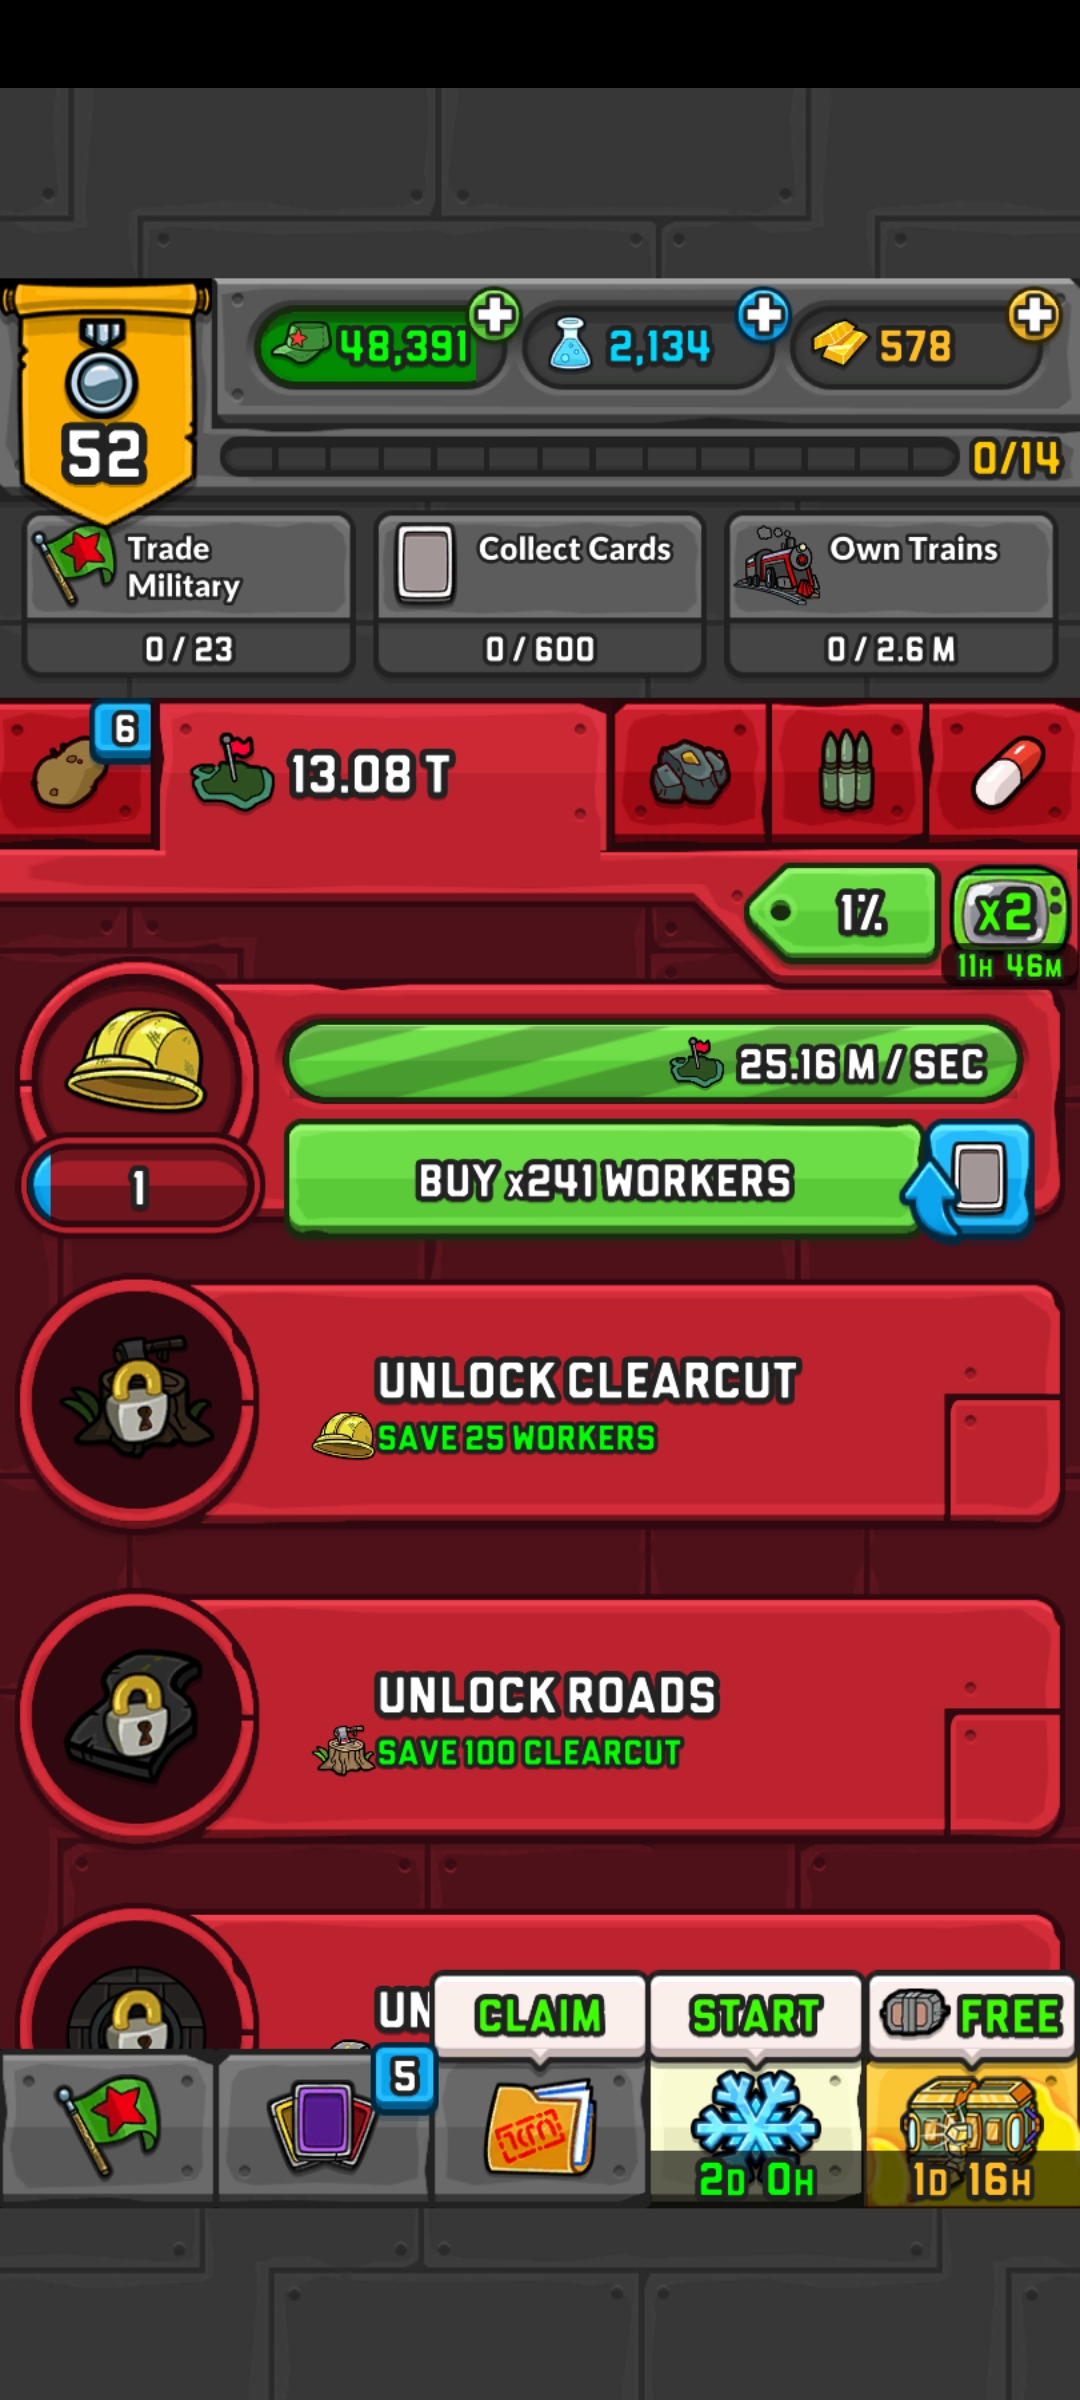 48,391
2,134
578
52
0/14
Trade
Military
Collect Cards
Own Trains
0 / 23
0 / 600
0 / 2.6 M
6
13.08 T
1%
x2
11H 46M
25.16 M / SEC
1
BUY x241 WORKERS
UNLOCK CLEARCUT
SAVE 25 WORKERS
UNLOCK ROADS
SAVE 100 CLEARCUT
UN
CLAIM
START
FREE
5
2D 0H
1D 16H